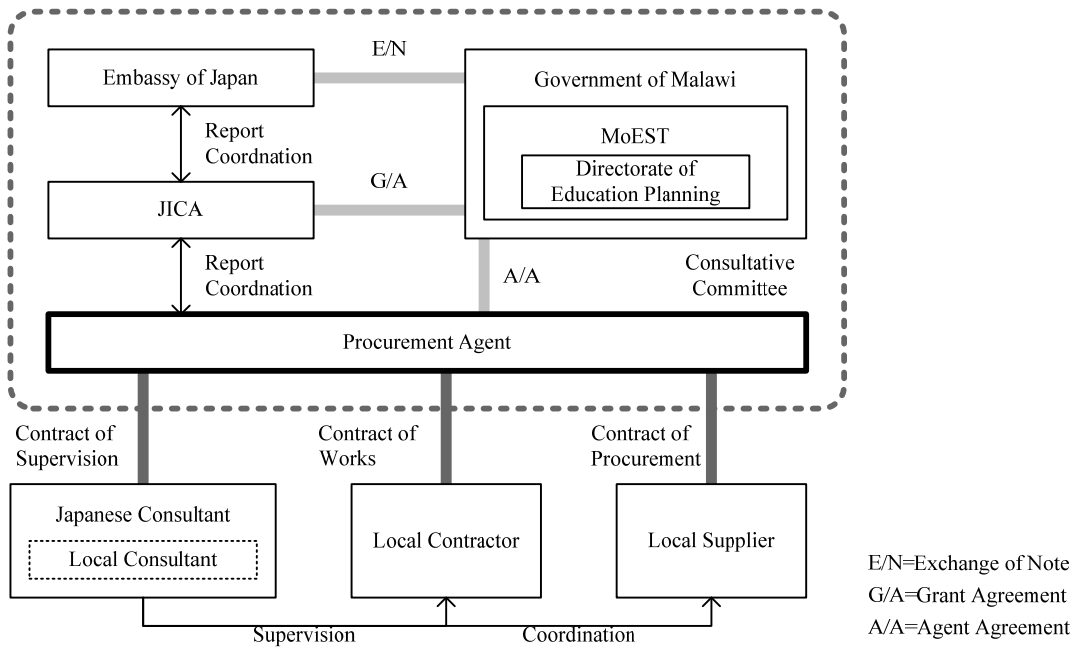 E/N
Embassy of Japan
Government of Malawi
MoEST
Directorate of
Education Planning
Report
Coordnation
G/A
JICA
Report
Coordnation
A/A
Consultative
Committee
Procurement Agent
Contract of
Supervision
Contract of
Works
Contract of
Procurement
Japanese Consultant
Local Consultant
Local Contractor
Local Supplier
Supervision
Coordination
E/N=Exchange of Note
G/A=Grant Agreement
A/A=Agent Agreement